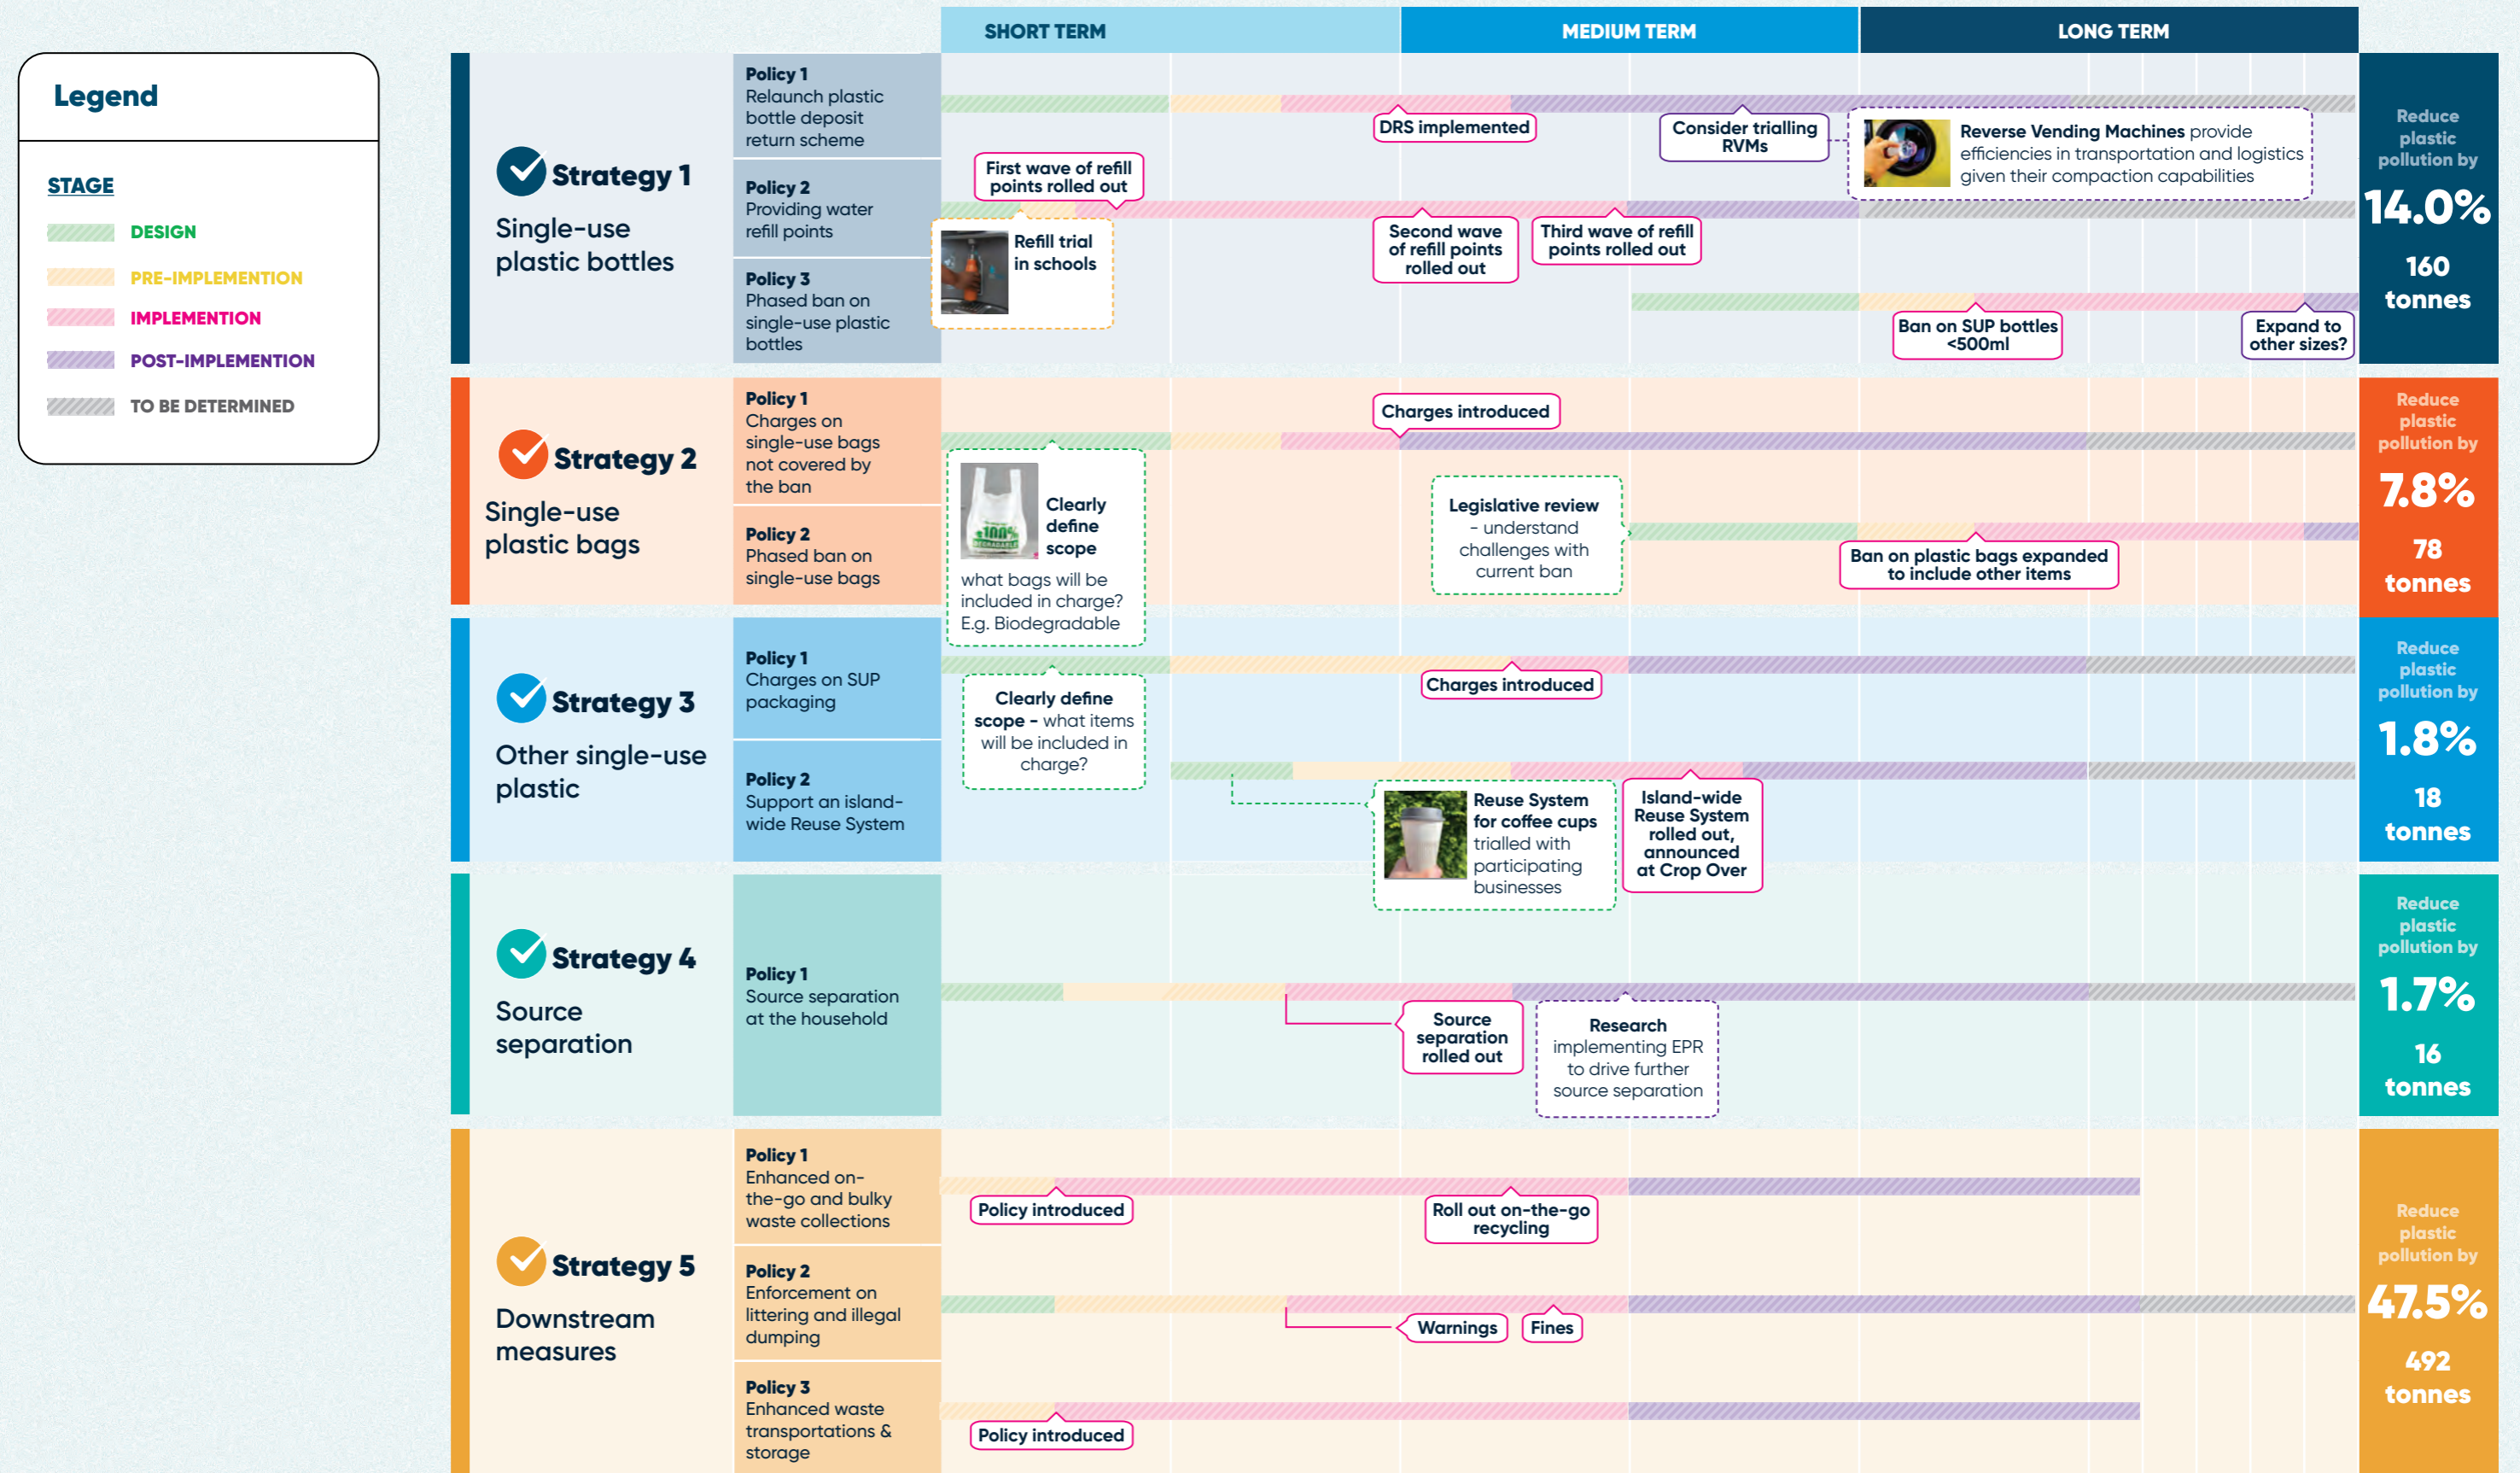 SHORT TERM
MEDIUM TERM
LONG TERM
Legend
STAGE
DESIGN
PRE-IMPLEMENTION
IMPLEMENTION
POST-IMPLEMENTION
TO BE DETERMINED
Strategy 1
Single-use
plastic bottles
Policy 1
Relaunch plastic
bottle deposit
return scheme
Policy 2
Providing water
refill points
Policy 3
Phased ban on
single-use plastic
bottles
DRS implemented
Consider trialling
RVMs
Reverse Vending Machines provide
efficiencies in transportation and logistics
given their compaction capabilities
First wave of refill
points rolled out
Refill trial
in schools
Second wave
of refill points
rolled out
Third wave of refill
points rolled out
Ban on SUP bottles
<500ml
Expand to
other sizes?
Reduce
plastic
pollution by
14.0%
160
tonnes
Strategy 2
Single-use
plastic bags
Policy 1
Charges on
single-use bags
not covered by
the ban
Policy 2
Phased ban on
single-use bags
Charges introduced
100%
Clearly
define
scope
what bags will be
included in charge?
E.g. Biodegradable
Legislative review
- understand
challenges with
current ban
Ban on plastic bags expanded
to include other items
Reduce
plastic
pollution by
7.8%
78
tonnes
Strategy 3
Other single-use
plastic
Policy 1
Charges on SUP
packaging
Policy 2
Support an island-
wide Reuse System
Clearly define
scope - what items
will be included in
charge?
Charges introduced
Reuse System
for coffee cups
trialled with
participating
businesses
Island-wide
Reuse System
rolled out,
announced
at Crop Over
Reduce
plastic
pollution by
1.8%
18
tonnes
Strategy 4
Source
separation
Policy 1
Source separation
at the household
Source
separation
rolled out
Research
implementing EPR
to drive further
source separation
Reduce
plastic
pollution by
1.7%
16
tonnes
Strategy 5
Downstream
measures
Policy 1
Enhanced on-
the-go and bulky
waste collections
Policy 2
Enforcement on
littering and illegal
dumping
Policy 3
Enhanced waste
transportations &
storage
Policy introduced
Roll out on-the-go
recycling
Warnings
Fines
Policy introduced
Reduce
plastic
pollution by
47.5%
492
tonnes